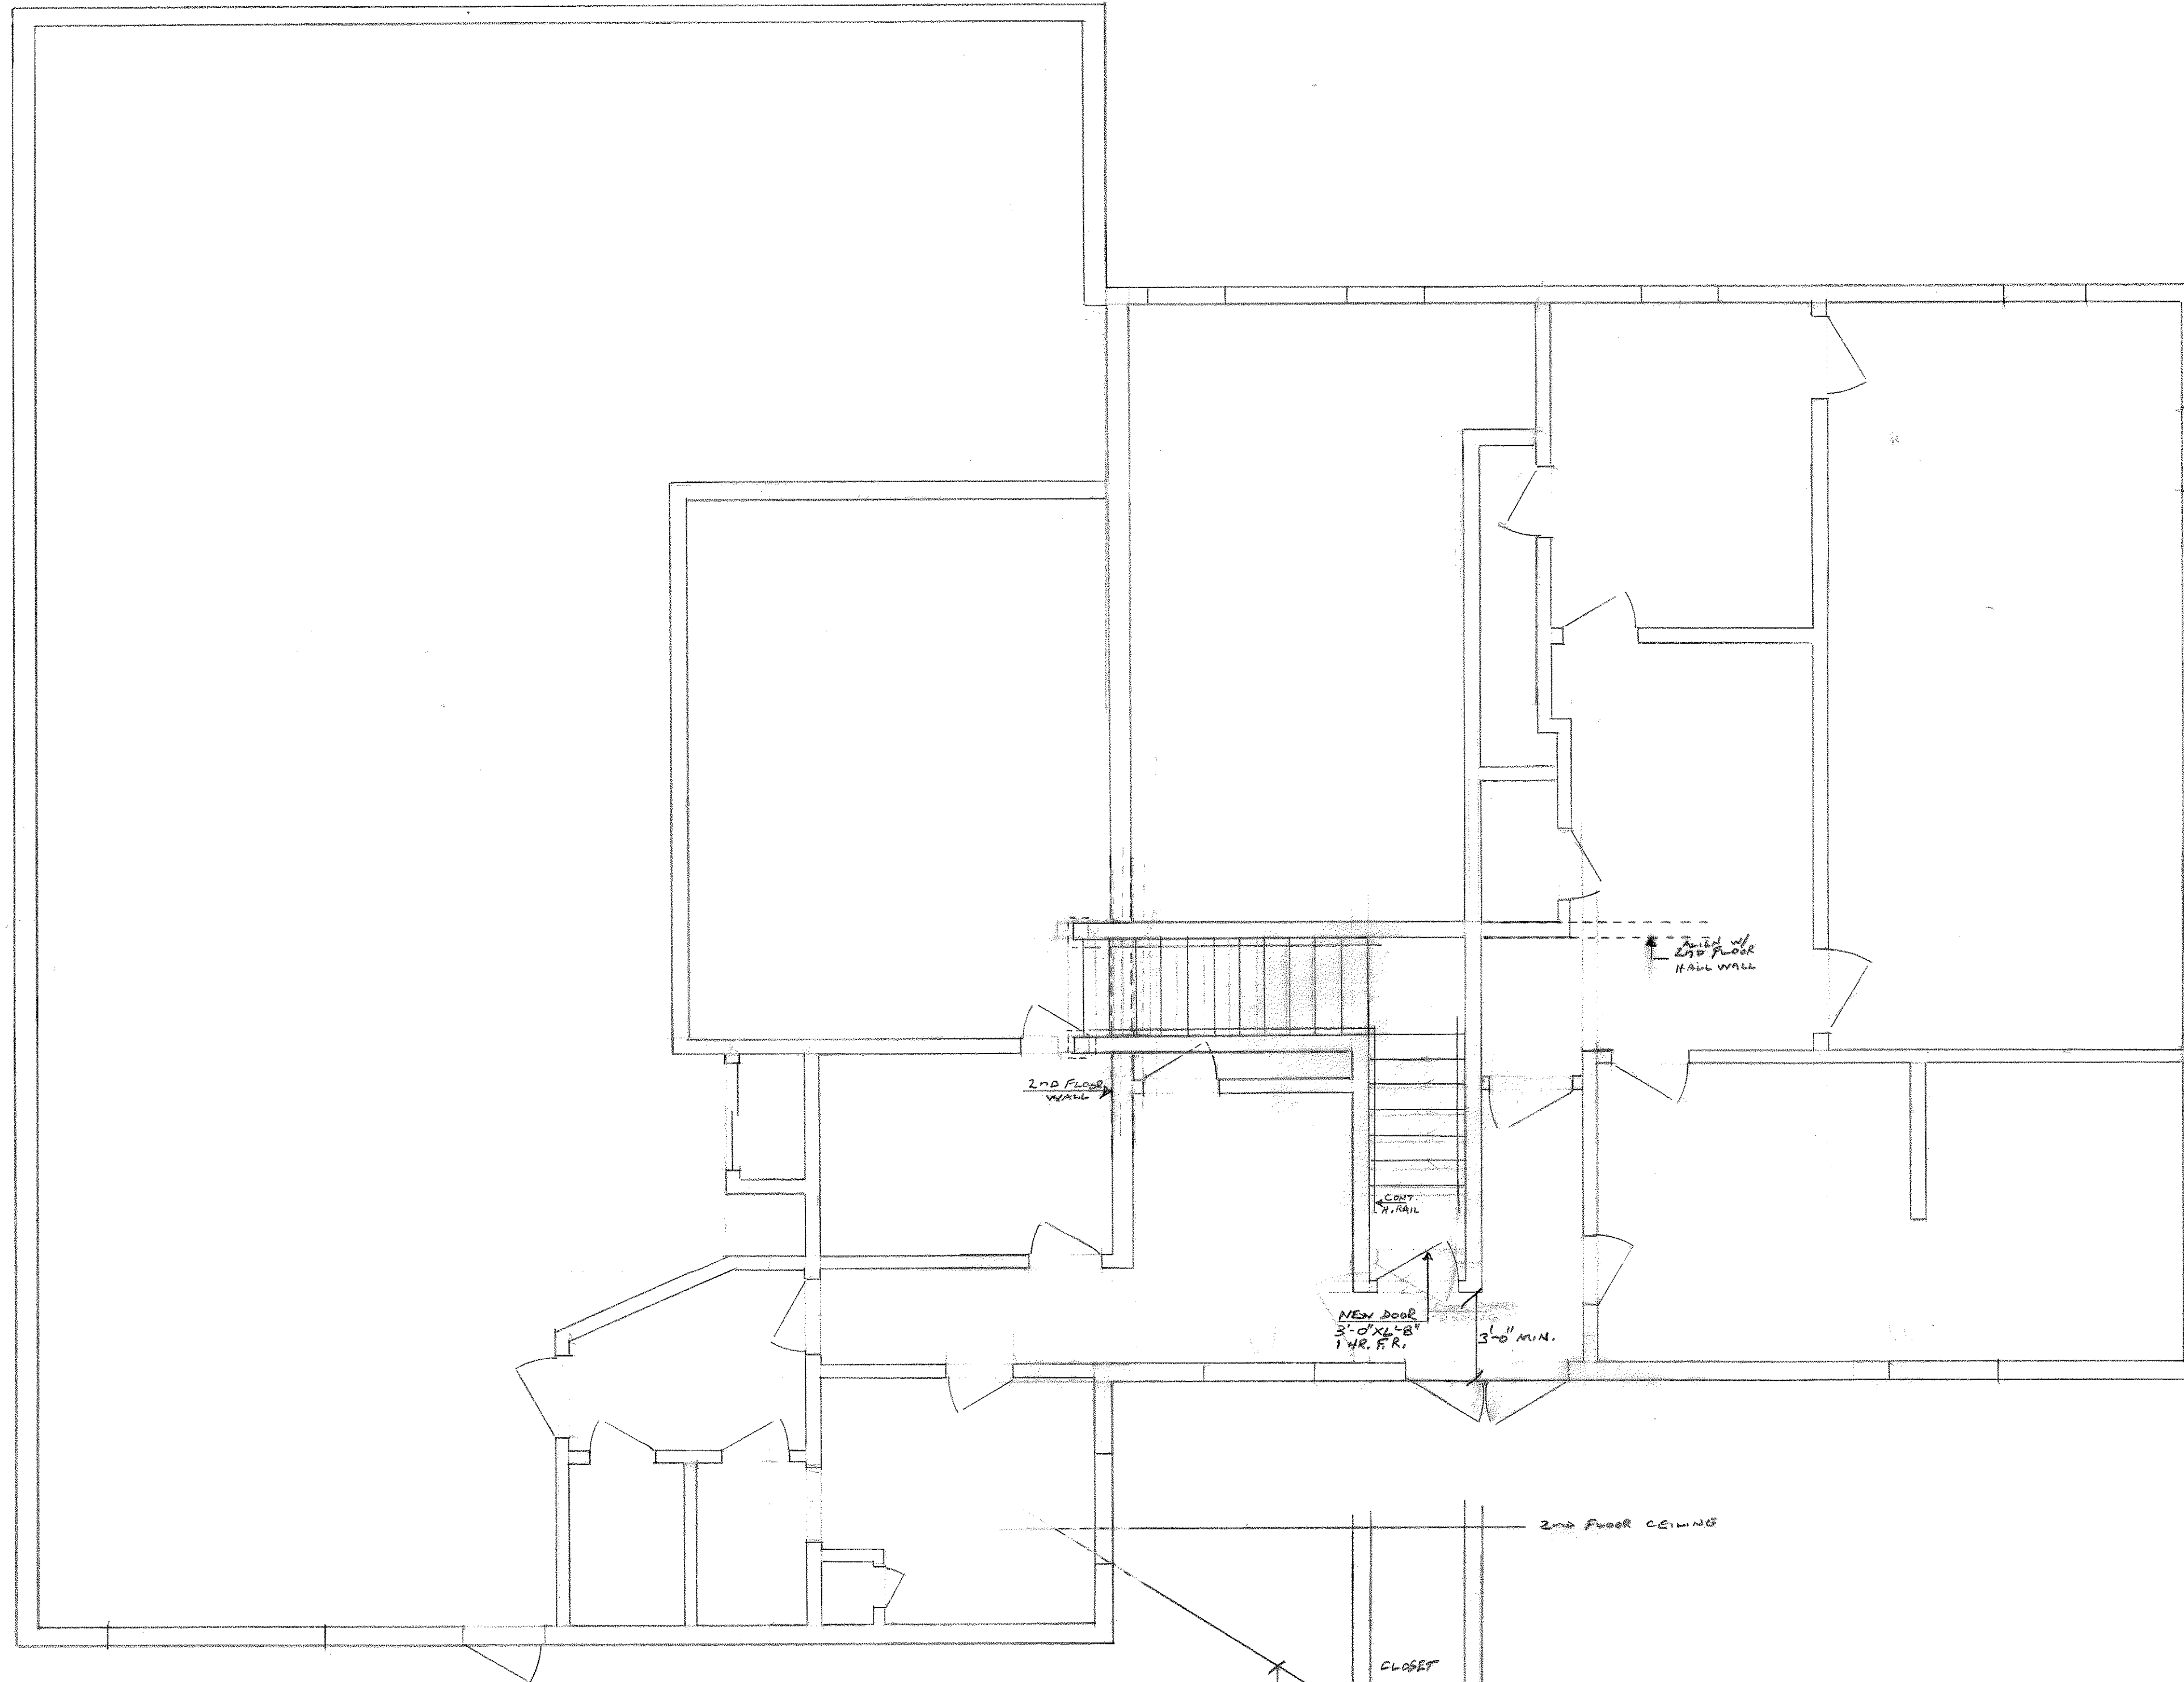 ALIGN W/
2ND FLOOR
HALL WALL
2ND FLOOR
WALL
CONT.
H. RAIL
NEW DOOR
3'-0" X 6'-8"
1 HR. F.R.
3'-0" MIN.
2ND FLOOR CEILING
CLOSET